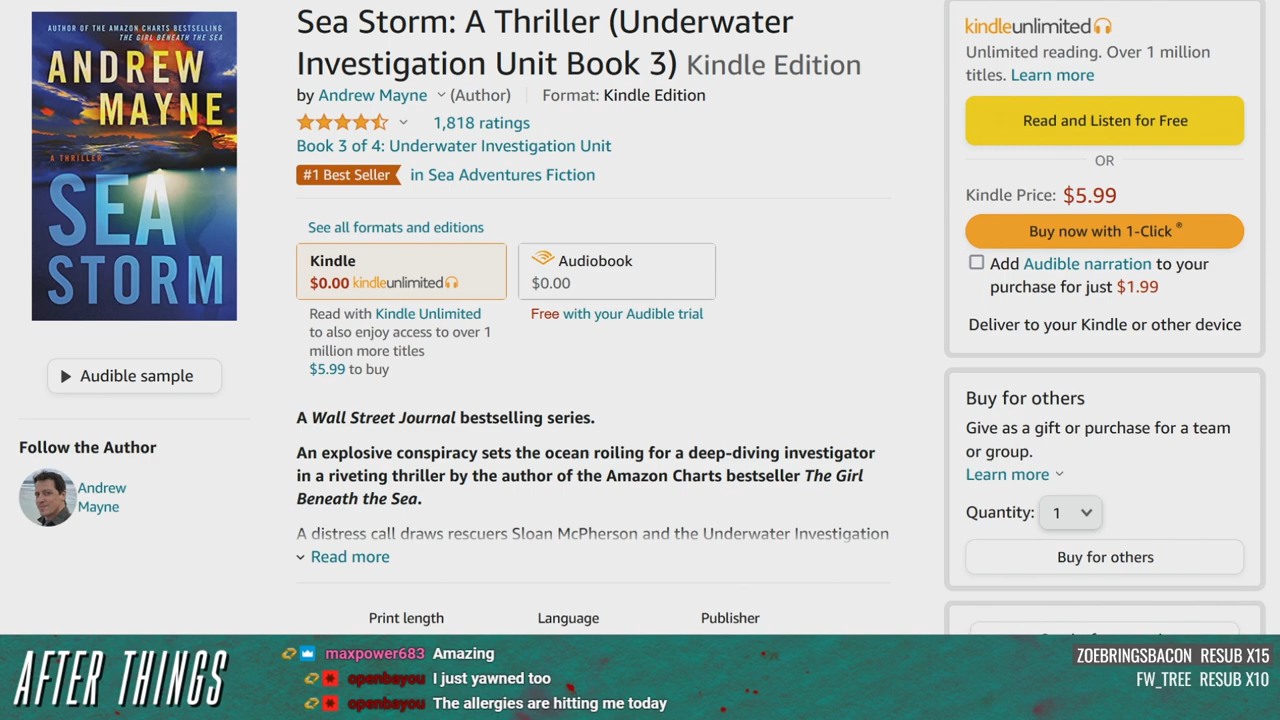 AUTHOR OF THE AMAZON CHARTS BESTSELLING
THE GIRL BENEATH THE SEA
ANDREW
MAYNE
A THRILLER
SEA
STORM
Audible sample
Follow the Author
Andrew
Mayne
Sea Storm: A Thriller (Underwater
Investigation Unit Book 3) Kindle Edition
by Andrew Mayne (Author) Format: Kindle Edition
1,818 ratings
Book 3 of 4: Underwater Investigation Unit
#1 Best Seller in Sea Adventures Fiction
See all formats and editions
Kindle
$0.00 kindleunlimited
Read with Kindle Unlimited
to also enjoy access to over 1
million more titles
$5.99 to buy
Audiobook
$0.00
Free with your Audible trial
A Wall Street Journal bestselling series.
An explosive conspiracy sets the ocean roiling for a deep-diving investigator
in a riveting thriller by the author of the Amazon Charts bestseller The Girl
Beneath the Sea.
A distress call draws rescuers Sloan McPherson and the Underwater Investigation
Read more
Print length Language Publisher
kindleunlimited
Unlimited reading. Over 1 million
titles. Learn more
Read and Listen for Free
OR
Kindle Price: $5.99
Buy now with 1-Click ®
Add Audible narration to your
purchase for just $1.99
Deliver to your Kindle or other device
Buy for others
Give as a gift or purchase for a team
or group.
Learn more
Quantity: 1
Buy for others
AFTER THINGS
maxpower683 Amazing
openbayou I just yawned too
openbayou The allergies are hitting me today
ZOEBRINGSBACON RESUB X15
FW_TREE RESUB X10